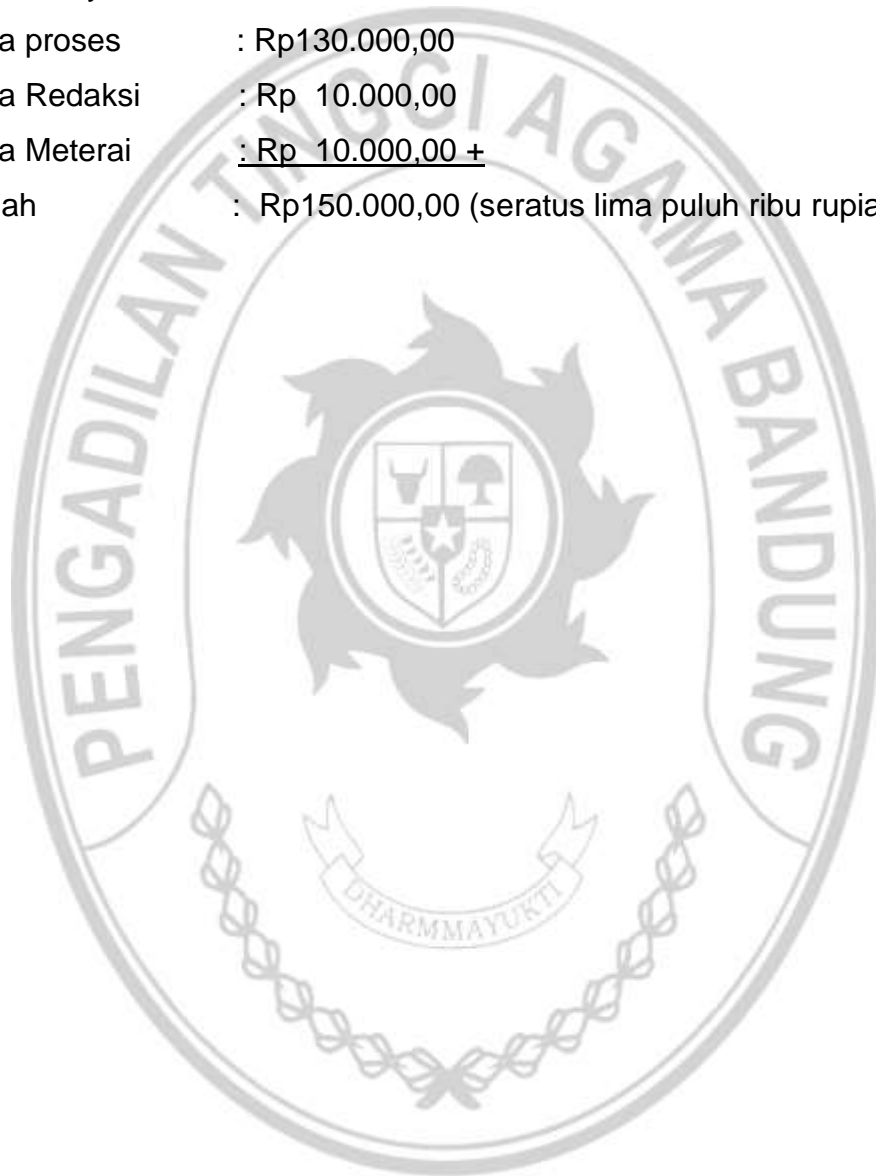 a proses : Rp130.000,00
a Redaksi : Rp 10.000,00
a Meterai : Rp 10.000,00 +
ah : Rp150.000,00 (seratus lima puluh ribu rupia
PENGADILAN TINGGI AGAMA BANDUNG
DHARMMAYUKTI